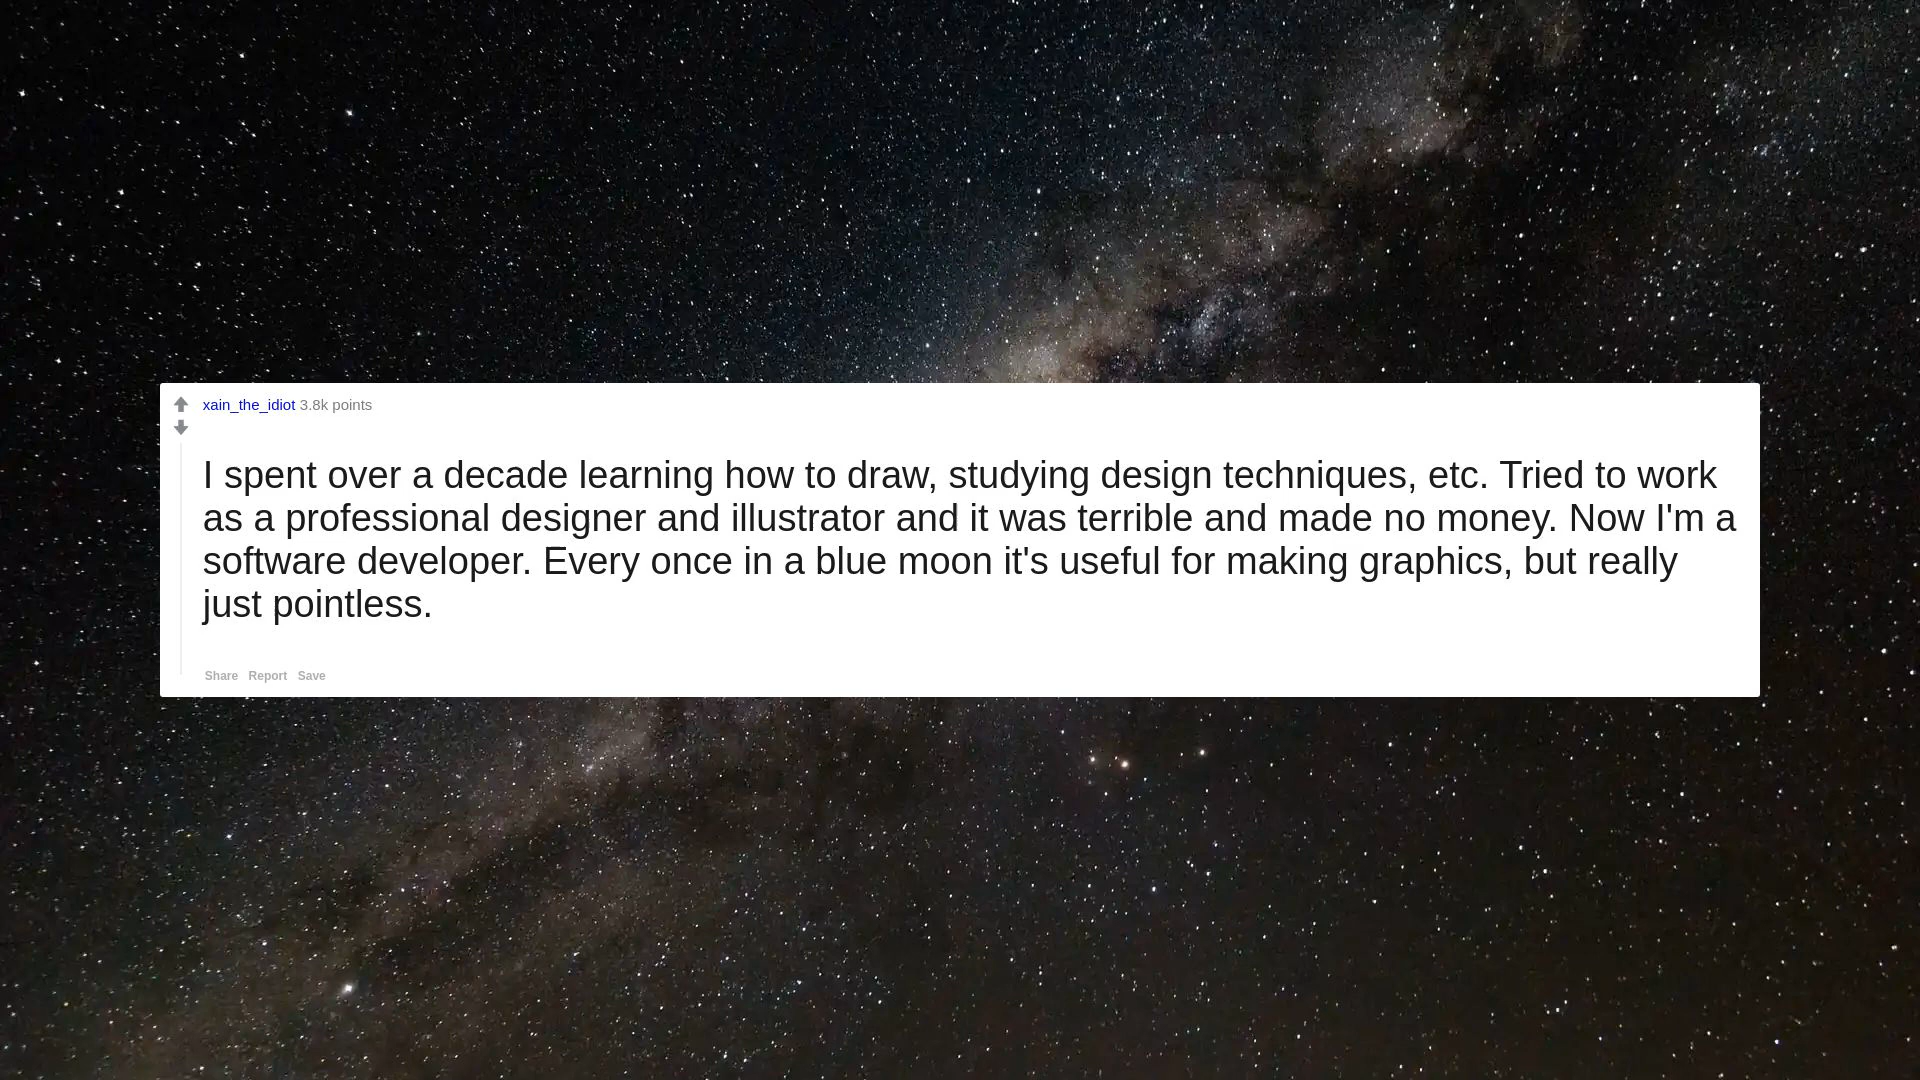 xain_the_idiot 3.8k points
I spent over a decade learning how to draw, studying design techniques, etc. Tried to work
as a professional designer and illustrator and it was terrible and made no money. Now I'm a
software developer. Every once in a blue moon it's useful for making graphics, but really
just pointless.
Share Report Save